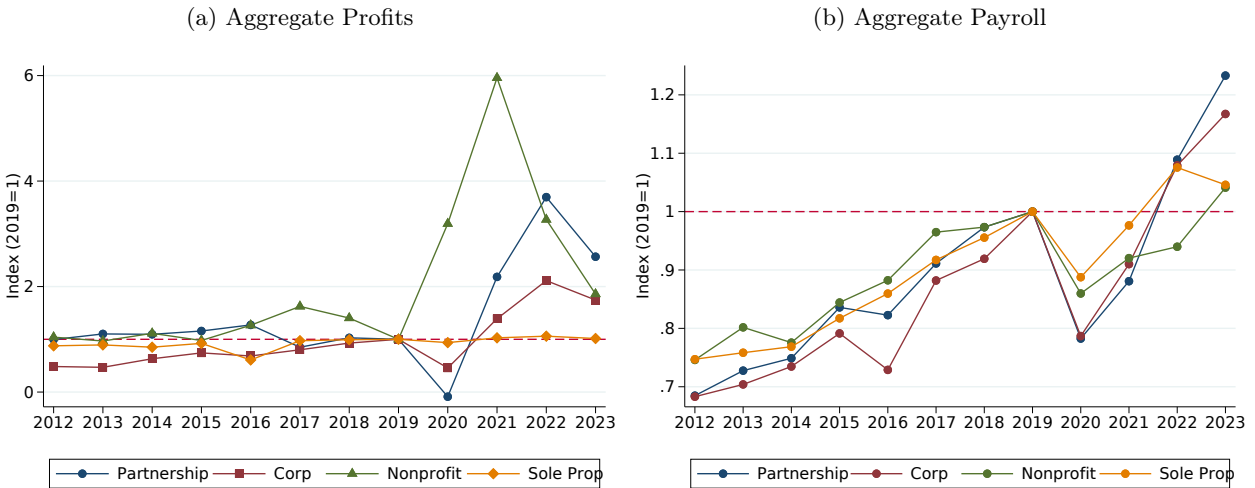 (a) Aggregate Profits
Index (2019=1)
6
4
2
0
2012 2013 2014 2015 2016 2017 2018 2019 2020 2021 2022 2023
Partnership Corp Nonprofit Sole Prop
(b) Aggregate Payroll
Index (2019=1)
1.2
1.1
1
.9
.8
.7
2012 2013 2014 2015 2016 2017 2018 2019 2020 2021 2022 2023
Partnership Corp Nonprofit Sole Prop